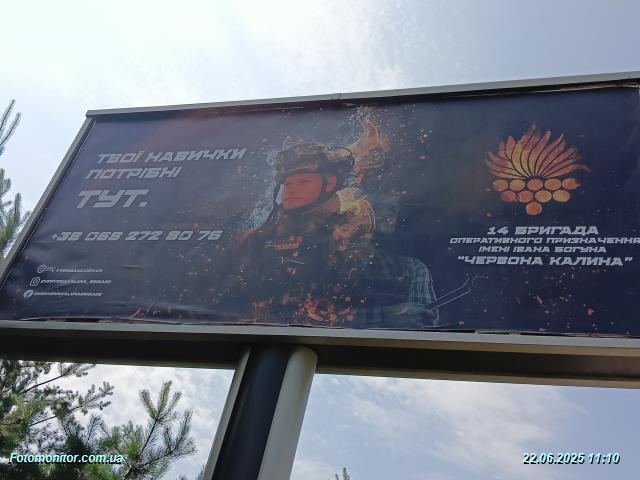 ТВОЇ НАВИЧКИ
ПОТРІБНІ
ТУТ.
+38 068 272 80 76
14 БРИГАДА
ОПЕРАТИВНОГО ПРИЗНАЧЕННЯ
ІМЕНІ ІВАНА БОГУНА
"ЧЕРВОНА КАЛИНА"
Fotomonitor.com.ua
22.06.2025 11:10